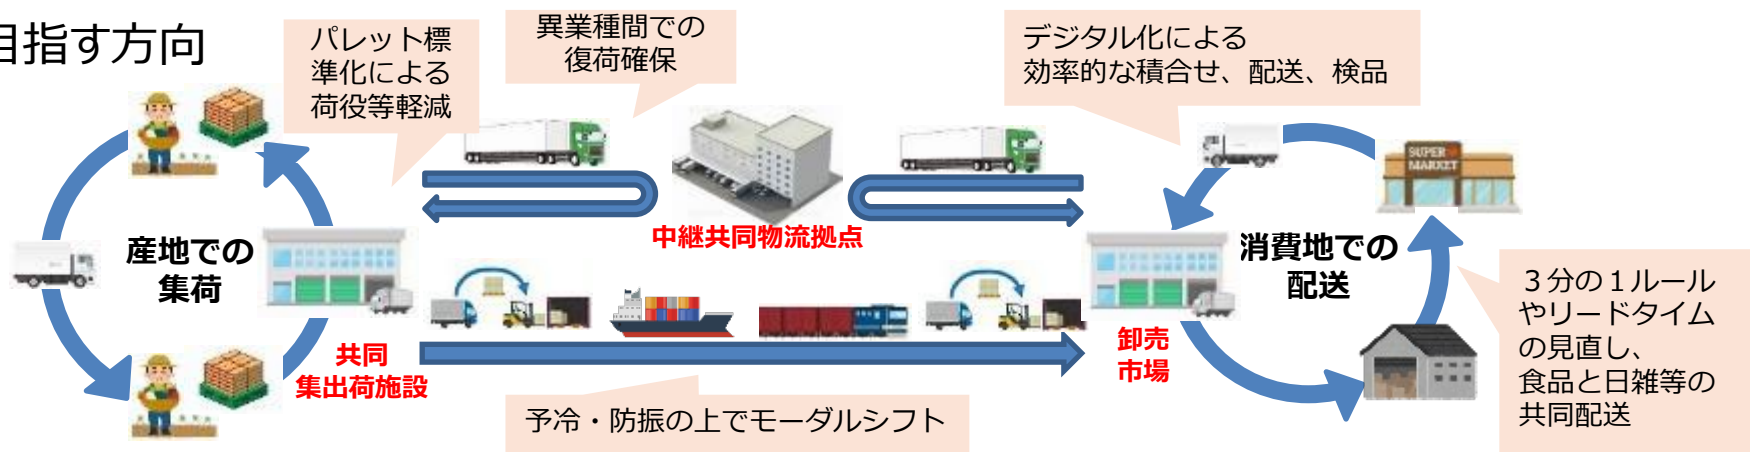 目指す方向
パレット標
準化による
荷役等軽減
異業種間での
復荷確保
デジタル化による
効率的な積合せ、配送、検品
SUPER
MARKET
産地での
集荷
中継共同物流拠点
消費地での
配送
３分の１ルール
やリードタイム
の見直し、
食品と日雑等の
共同配送
共同
集出荷施設
卸売
市場
予冷・防振の上でモーダルシフト